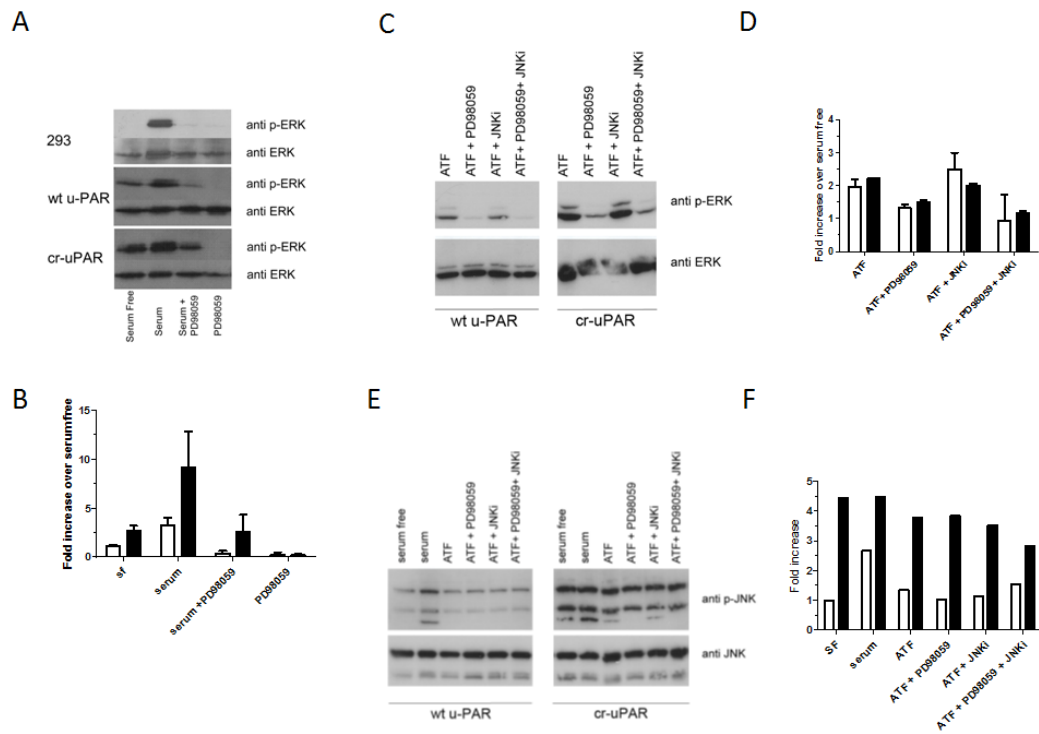 A
293
wt u-PAR
cr-uPAR
anti p-ERK
anti ERK
anti p-ERK
anti ERK
anti p-ERK
anti ERK
Serum Free
Serum
Serum +
PD98059
PD98059
B
Fold increase over serumfree
15
10
5
0
sf
serum
serum +PD98059
PD98059
C
ATF
ATF + PD98059
ATF + JNKi
ATF+ PD98059+ JNKi
ATF
ATF + PD98059
ATF + JNKi
ATF+ PD98059+ JNKi
anti p-ERK
anti ERK
wt u-PAR
cr-uPAR
D
Fold increase over serumfree
4
3
2
1
0
ATF
ATF+PD98059
ATF + JNKi
ATF + PD98059 + JNKi
E
serum free
serum
ATF
ATF + PD98059
ATF + JNKi
ATF+ PD98059+ JNKi
serum free
serum
ATF
ATF + PD98059
ATF + JNKi
ATF+ PD98059+ JNKi
anti p-JNK
anti JNK
wt u-PAR
cr-uPAR
F
Fold increase
5
4
3
2
1
0
SF
serum
ATF
ATF + PD98059
ATF + JNKi
ATF + PD98059 + JNKi